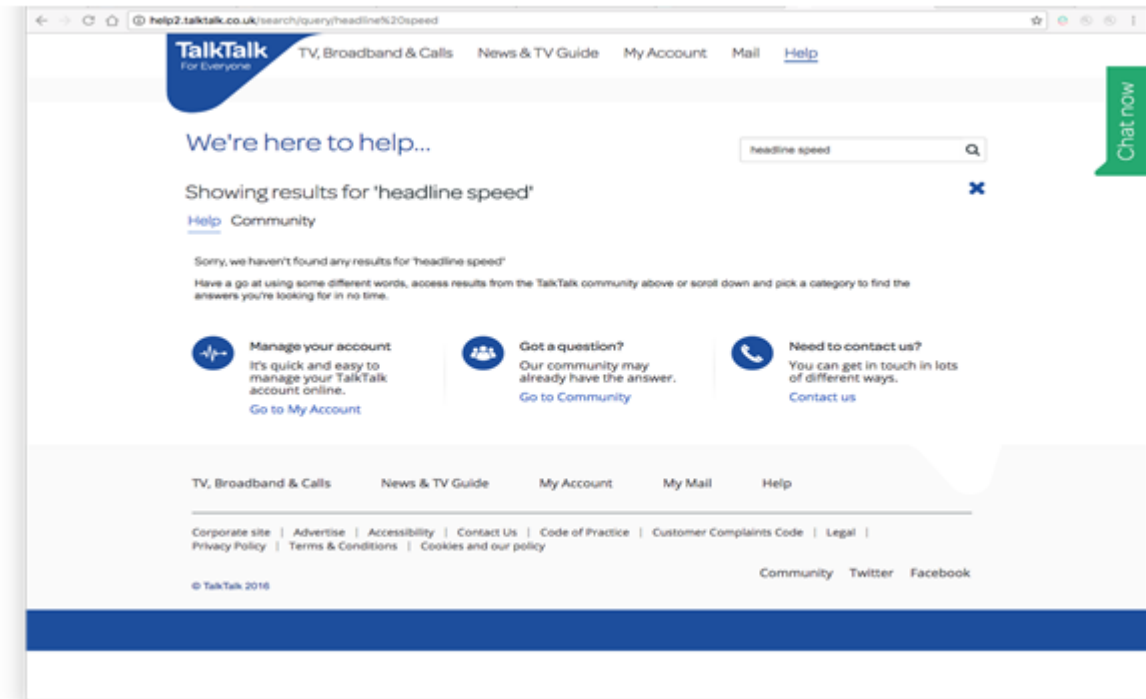 help2.talktalk.co.uk/search/query/headline%20speed
TalkTalk
For Everyone
TV, Broadband & Calls News & TV Guide My Account Mail Help
Chat now
We're here to help...
headline speed
Showing results for 'headline speed'
Help Community
Sorry, we haven't found any results for 'headline speed'
Have a go at using some different words, access results from the TalkTalk community above or scroll down and pick a category to find the
answers you're looking for in no time.
Manage your account
It's quick and easy to
manage your TalkTalk
account online.
Go to My Account
Got a question?
Our community may
already have the answer.
Go to Community
Need to contact us?
You can get in touch in lots
of different ways.
Contact us
TV, Broadband & Calls News & TV Guide My Account My Mail Help
Corporate site | Advertise | Accessibility | Contact Us | Code of Practice | Customer Complaints Code | Legal |
Privacy Policy | Terms & Conditions | Cookies and our policy
Community Twitter Facebook
© TalkTalk 2016